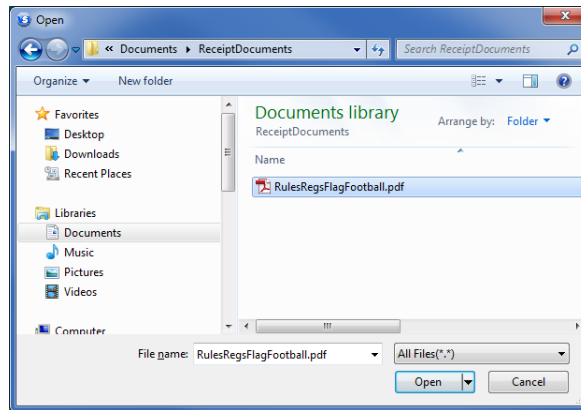 Open
« Documents ▸ ReceiptDocuments
Search ReceiptDocuments
Organize
New folder
Favorites
Desktop
Downloads
Recent Places
Libraries
Documents
Music
Pictures
Videos
Computer
Documents library
ReceiptDocuments
Arrange by: Folder
Name
RulesRegsFlagFootball.pdf
File name: RulesRegsFlagFootball.pdf
All Files(*.*)
Open
Cancel